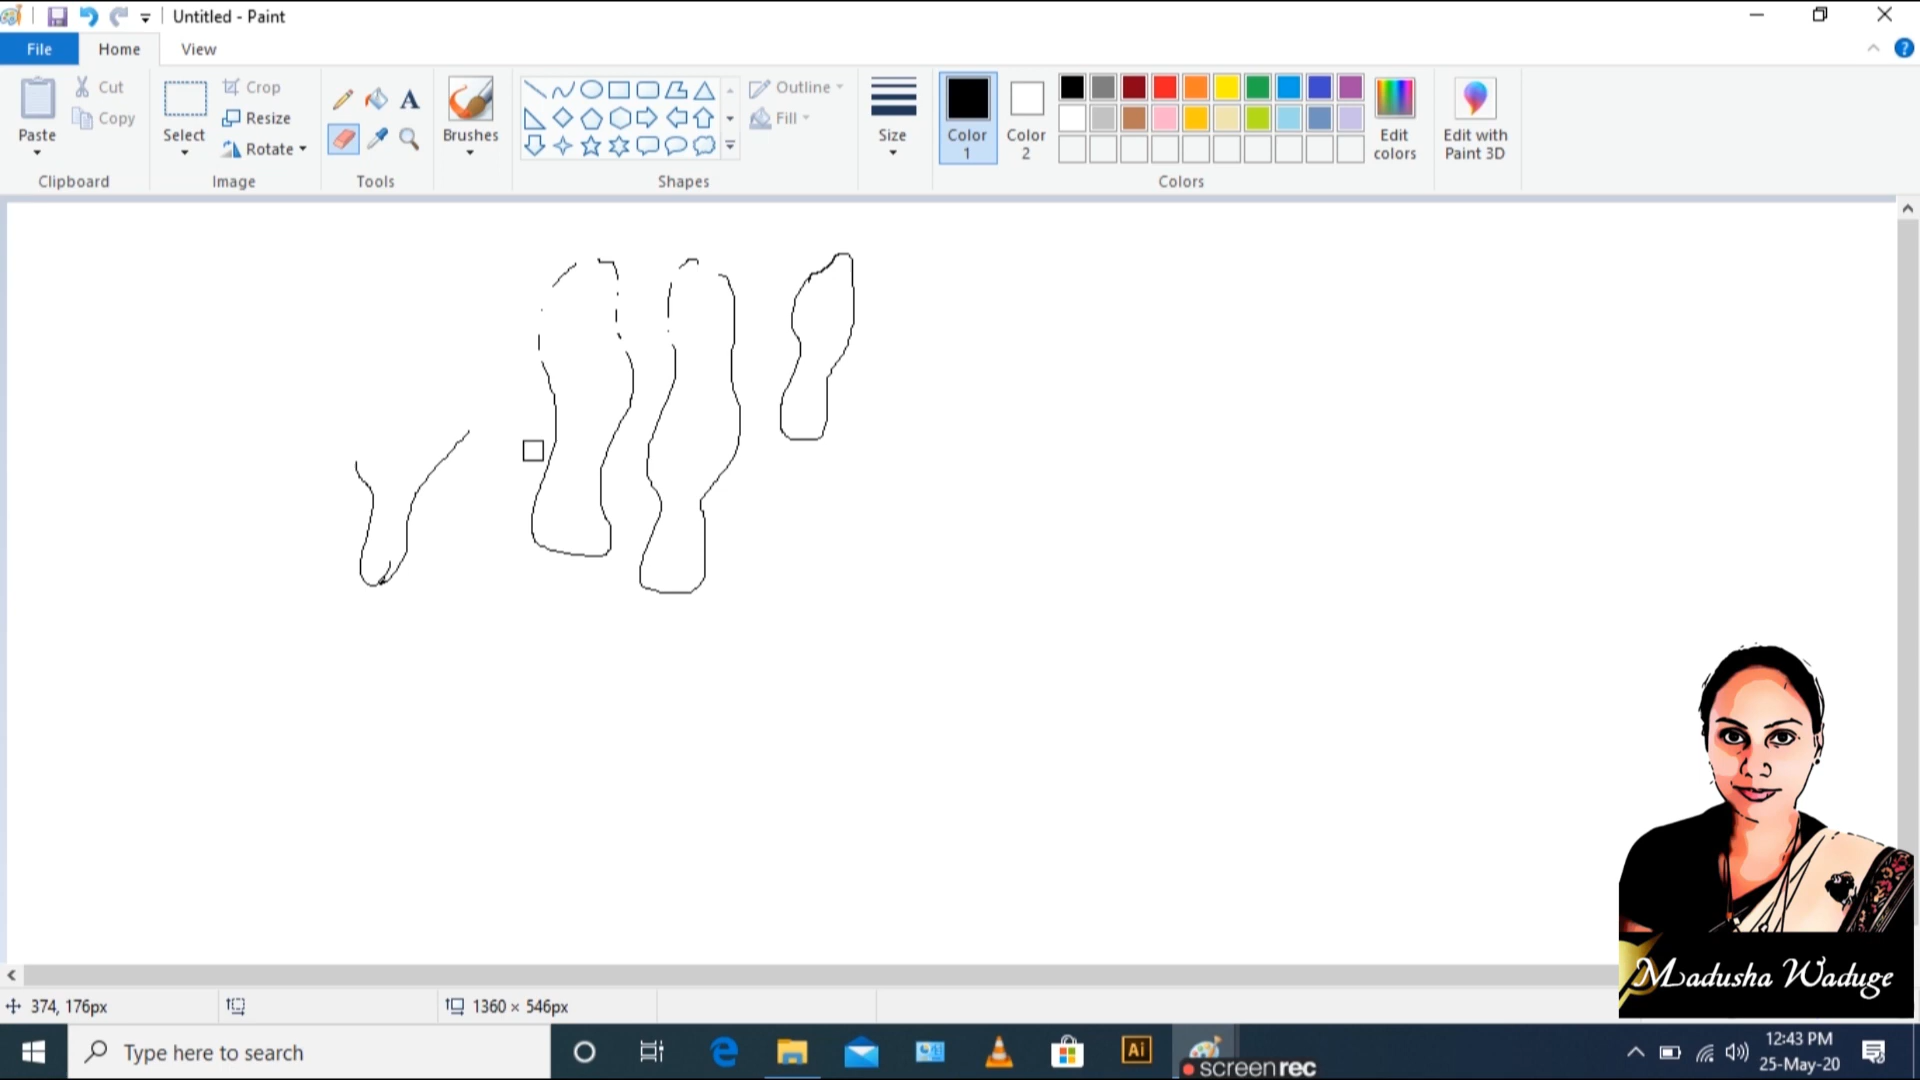 Untitled - Paint
File Home View
Paste
Cut
Copy
Clipboard
Select
Crop
Resize
Rotate
Image
A
Tools
Brushes
Shapes
Outline
Fill
Size
Color 1
Color 2
Colors
Edit colors
Edit with Paint 3D
?
374, 176px
1360 × 546px
Madusha Waduge
Type here to search
Ai
screenrec
12:43 PM
25-May-20